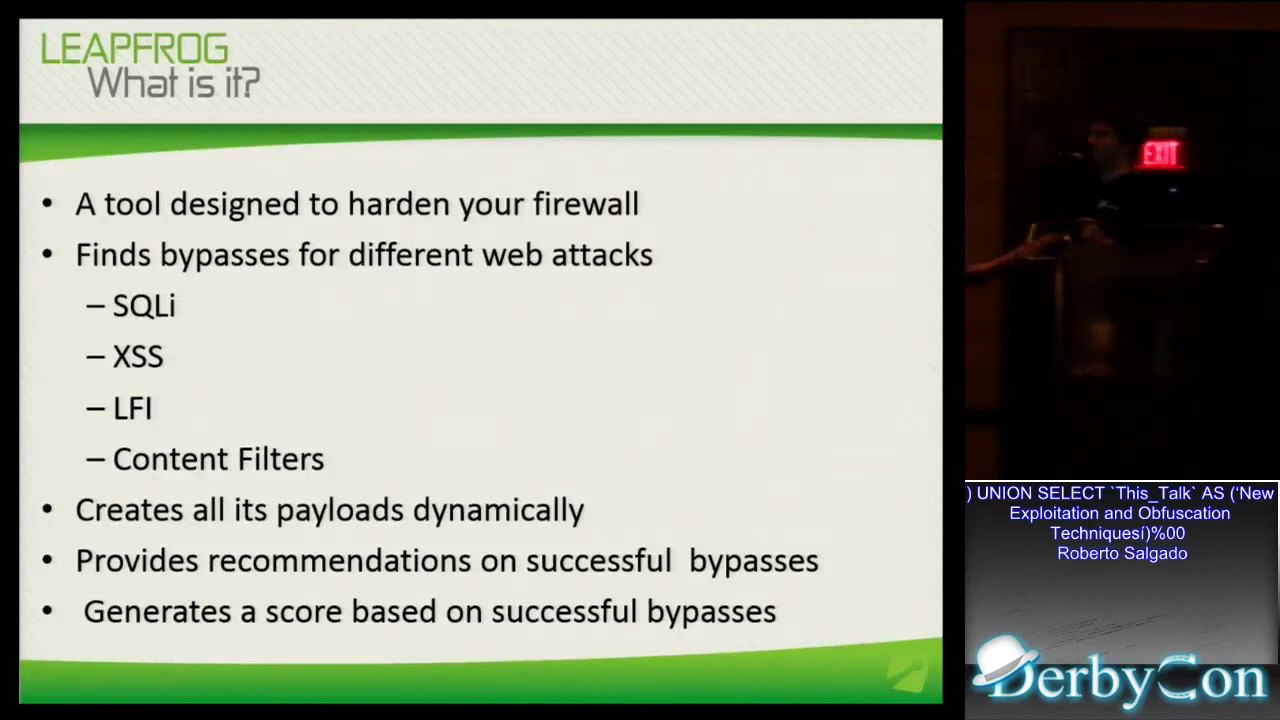 LEAPFROG
What is it?
• A tool designed to harden your firewall
• Finds bypasses for different web attacks
– SQLi
– XSS
– LFI
– Content Filters
• Creates all its payloads dynamically
• Provides recommendations on successful  bypasses
• Generates a score based on successful bypasses
EXIT
) UNION SELECT `This_Talk` AS (‘New
Exploitation and Obfuscation
Techniquesí)%00
Roberto Salgado
DerbyCon